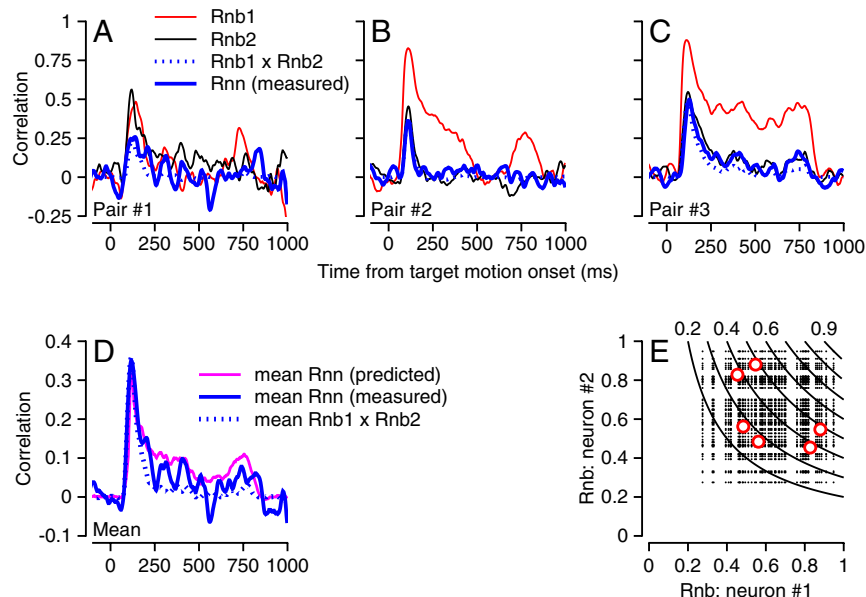 A
Rnb1
Rnb2
Rnb1 x Rnb2
Rnn (measured)
B
C
Correlation
1
0.75
0.5
0.25
0
-0.25
Pair #1
Pair #2
Pair #3
0 250 500 750 1000
0 250 500 750 1000
0 250 500 750 1000
Time from target motion onset (ms)
D
mean Rnn (predicted)
mean Rnn (measured)
mean Rnb1 x Rnb2
Correlation
0.4
0.3
0.2
0.1
0
-0.1
Mean
0 250 500 750 1000
E
0.2 0.4 0.6 0.9
Rnb: neuron #2
1
0.8
0.6
0.4
0.2
0
0 0.2 0.4 0.6 0.8 1
Rnb: neuron #1